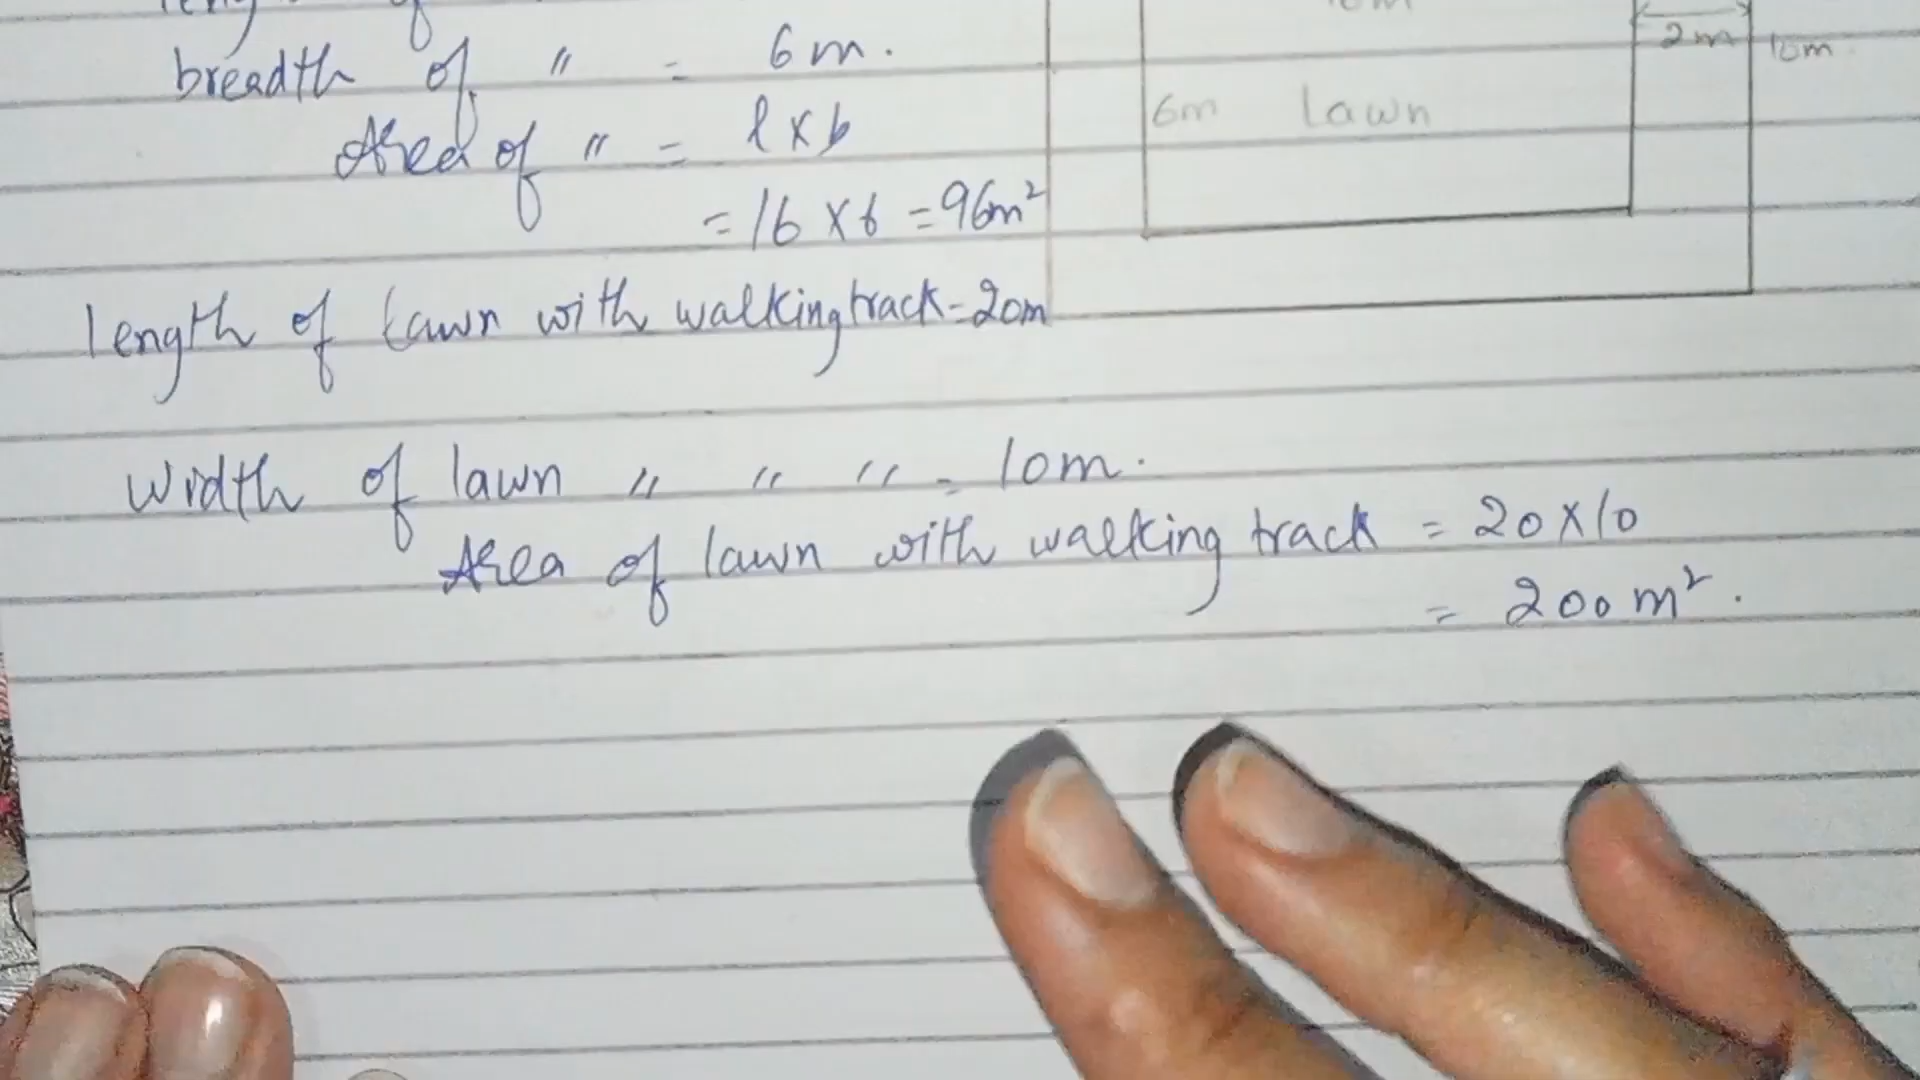 breadth of " = 6m.
Area of " = l x b
= 16 x 6 = 96m²
length of lawn with walking track = 20m
Width of lawn " " " = 10m.
Area of lawn with walking track = 20 x 10
= 200 m².
2m
10m
6m lawn